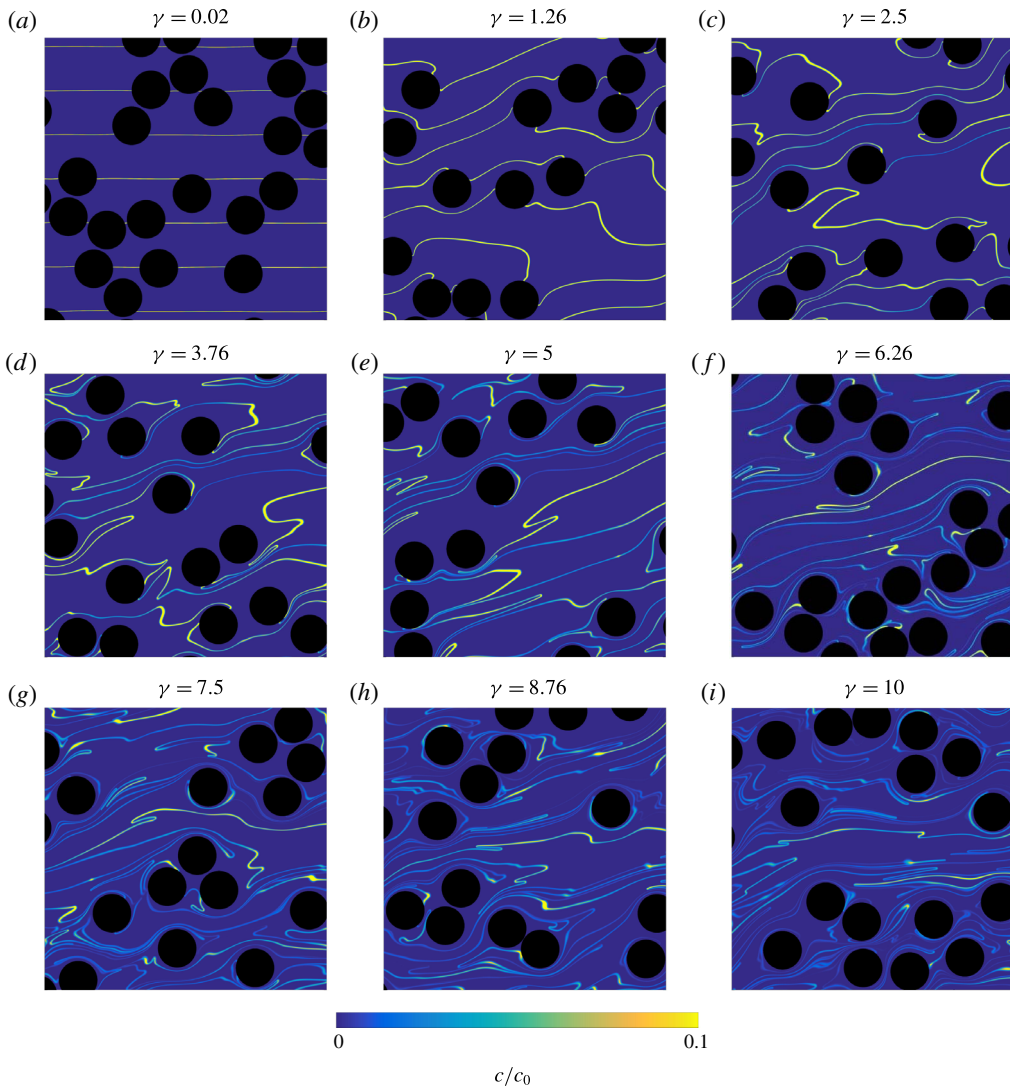 (a) γ = 0.02 (b) γ = 1.26 (c) γ = 2.5
(d) γ = 3.76 (e) γ = 5 (f) γ = 6.26
(g) γ = 7.5 (h) γ = 8.76 (i) γ = 10
0 0.1
c/c₀